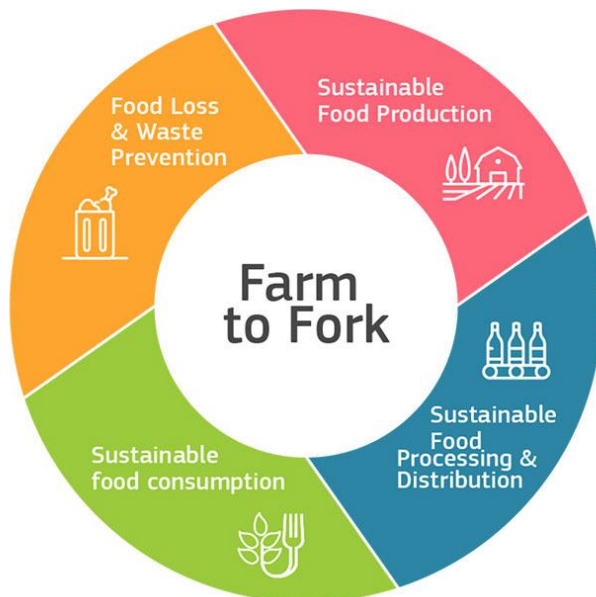 Farm
to Fork
Sustainable
Food Production
Sustainable
Food
Processing &
Distribution
Sustainable
food consumption
Food Loss
& Waste
Prevention